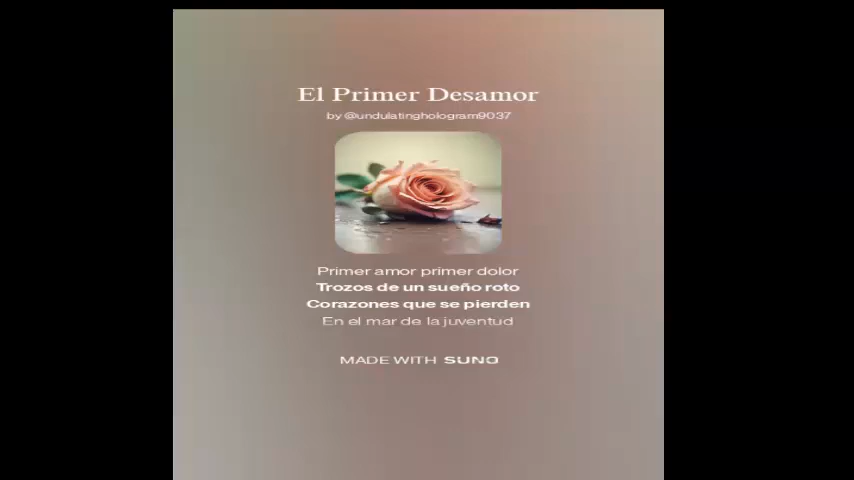 El Primer Desamor
by @undulatinghologram9037
Primer amor primer dolor
Trozos de un sueño roto
Corazones que se pierden
En el mar de la juventud
MADE WITH SUNO